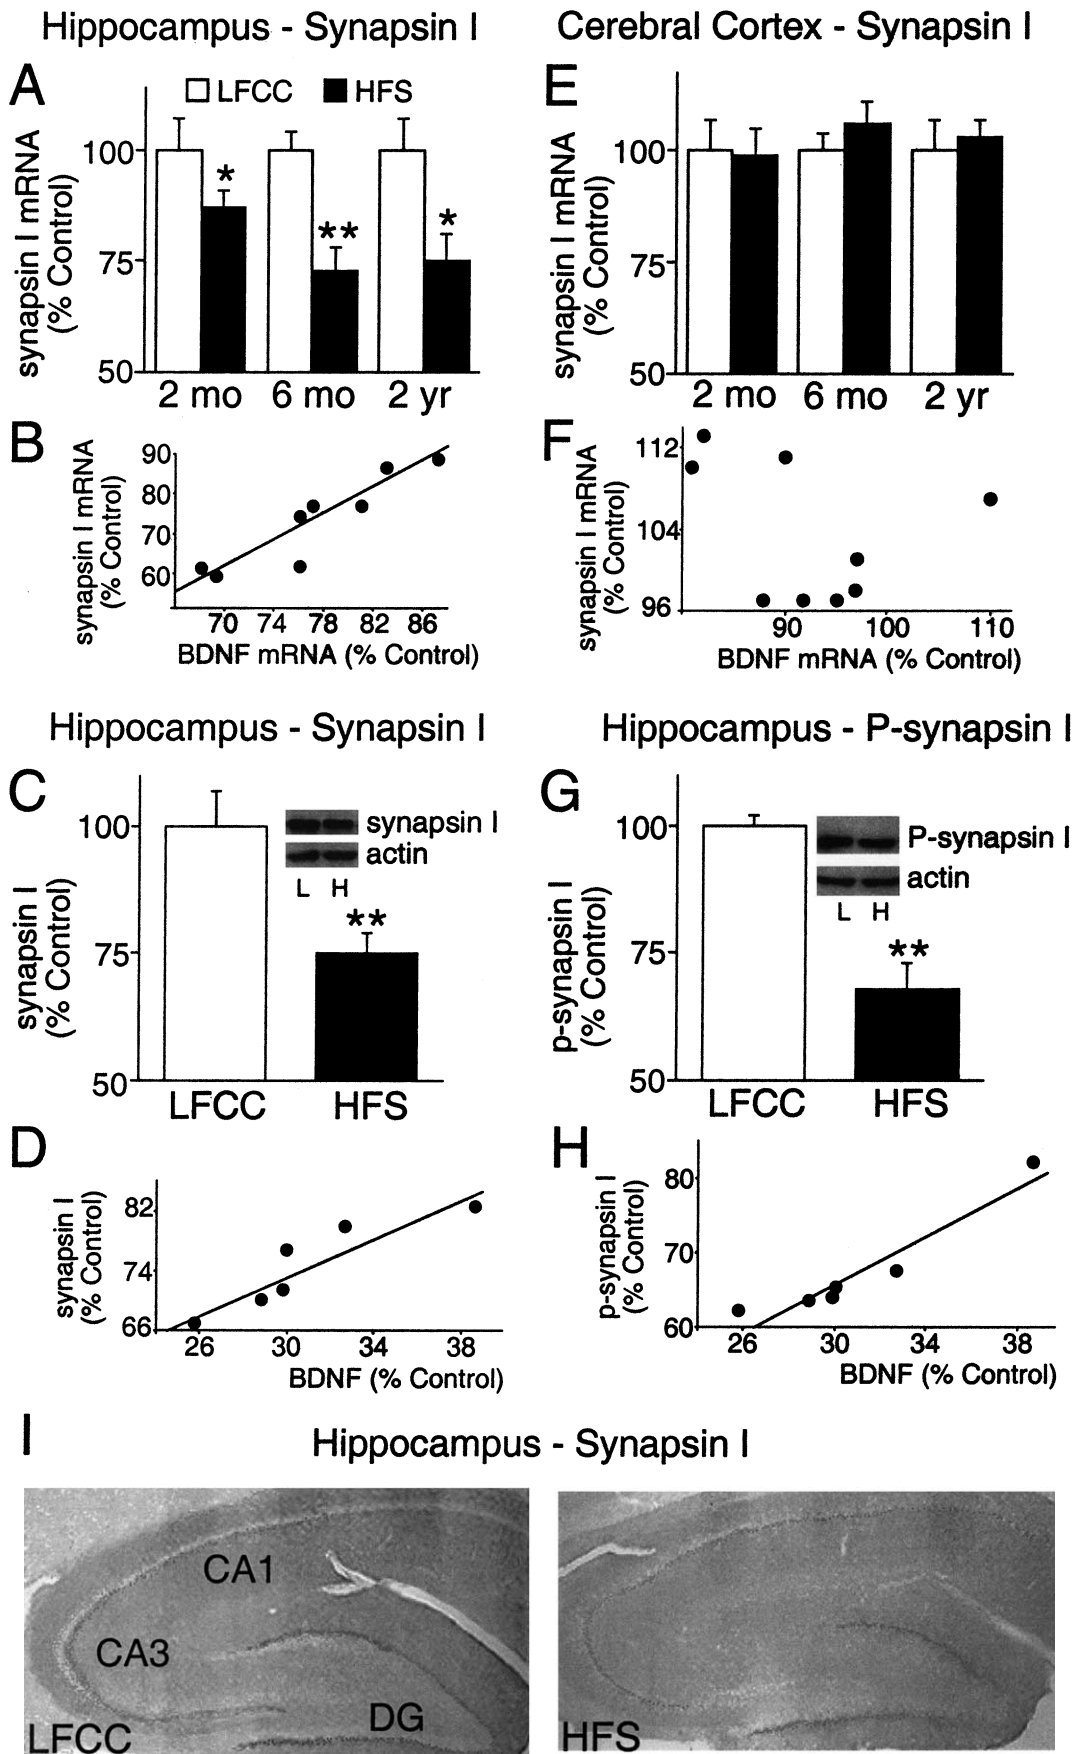 Hippocampus - Synapsin I
A
LFCC HFS
synapsin I mRNA
(% Control)
100
75
50
*
**
*
2 mo 6 mo 2 yr
Cerebral Cortex - Synapsin I
E
synapsin I mRNA
(% Control)
100
75
50
2 mo 6 mo 2 yr
B
synapsin I mRNA
(% Control)
90
80
70
60
70 74 78 82 86
BDNF mRNA (% Control)
F
synapsin I mRNA
(% Control)
112
104
96
90 100 110
BDNF mRNA (% Control)
Hippocampus - Synapsin I
C
synapsin I
(% Control)
100
75
50
synapsin I
actin
L H
**
LFCC HFS
Hippocampus - P-synapsin I
G
p-synapsin I
(% Control)
100
75
50
P-synapsin I
actin
L H
**
LFCC HFS
D
synapsin I
(% Control)
82
74
66
26 30 34 38
BDNF (% Control)
H
p-synapsin I
(% Control)
80
70
60
26 30 34 38
BDNF (% Control)
I
Hippocampus - Synapsin I
CA1
CA3
DG
LFCC
HFS